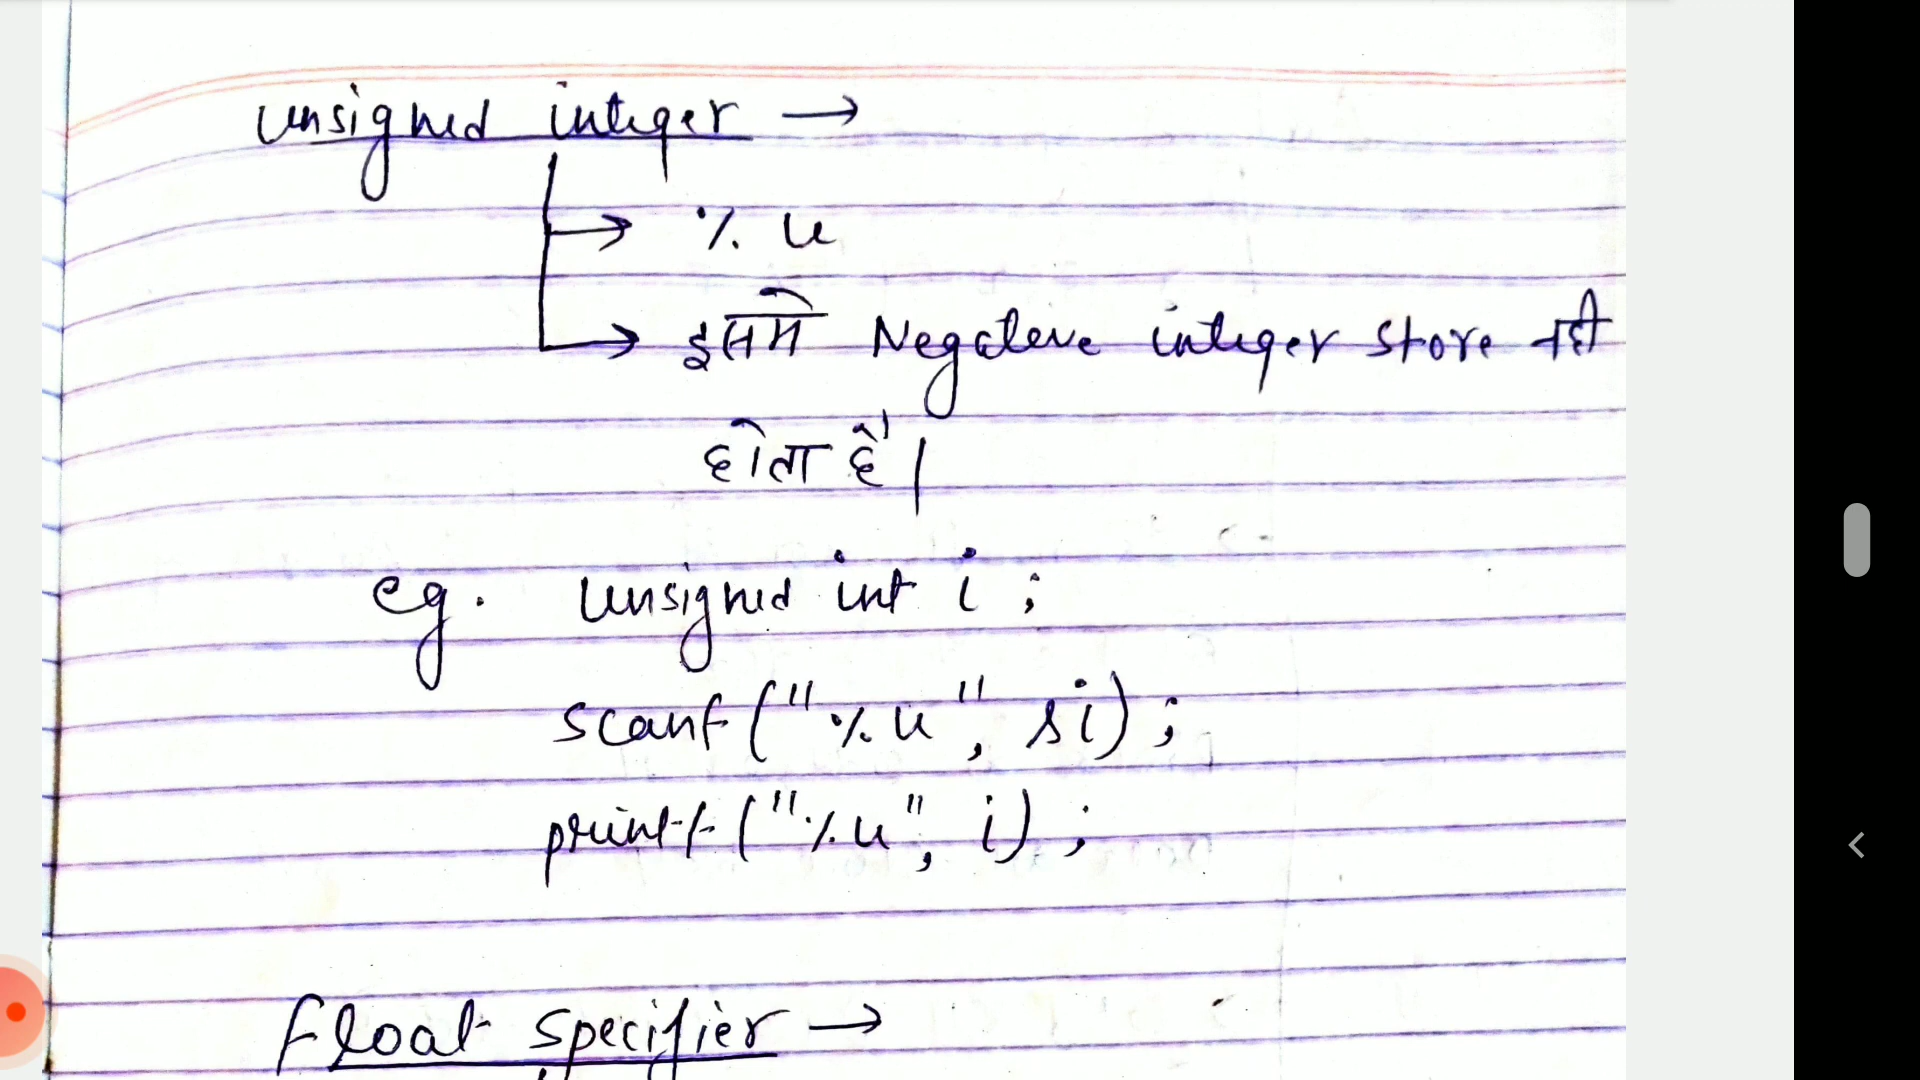 unsigned integer →
→ % u
→ इसमे Negative integer store नही
होता है |
eg. unsigned int i ;
scanf ("%u", &i) ;
printf ("%u", i) ;
float specifier →